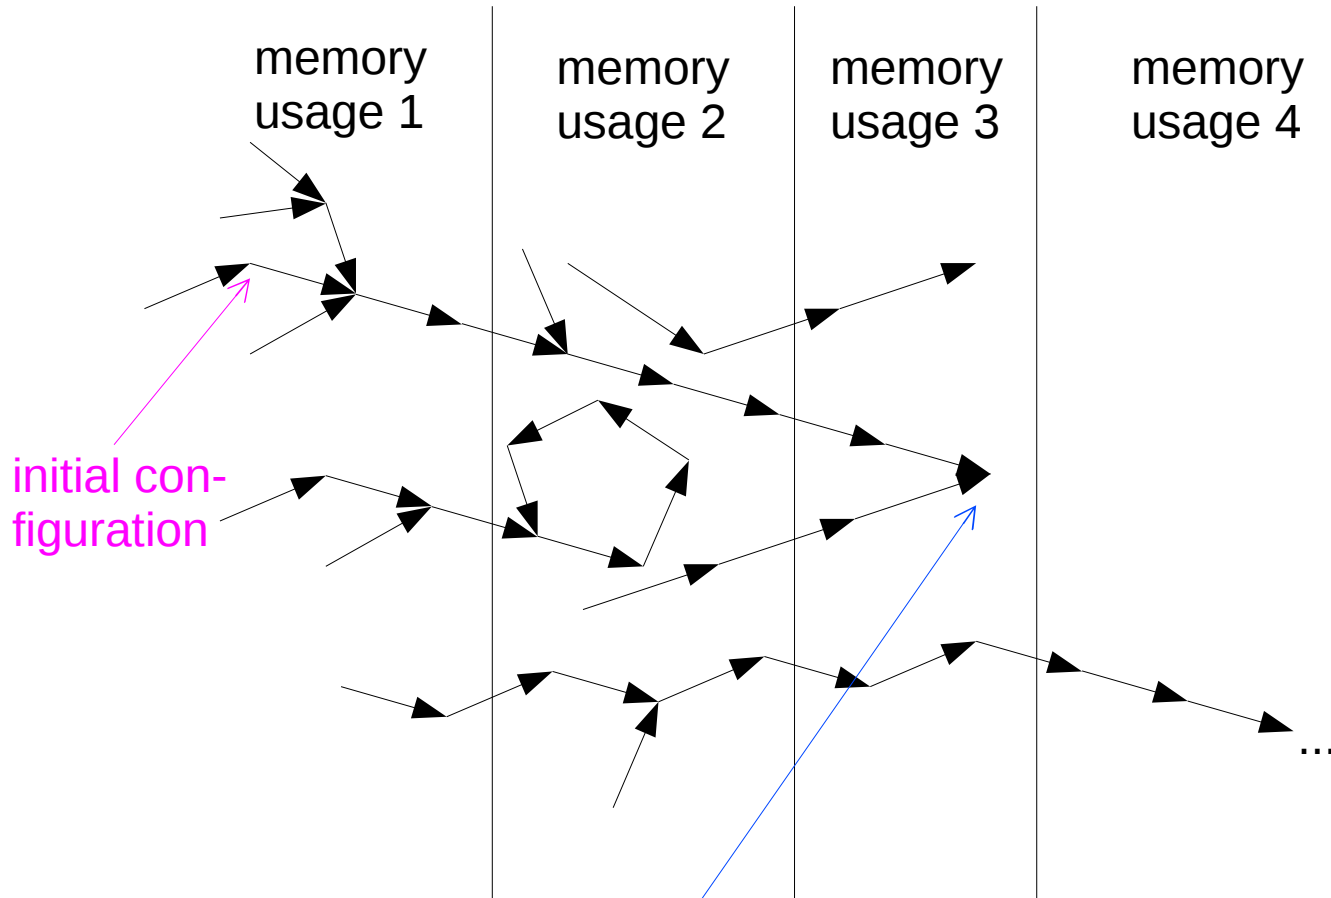 memory
usage 1
memory
usage 2
memory
usage 3
memory
usage 4
initial con-
figuration
...